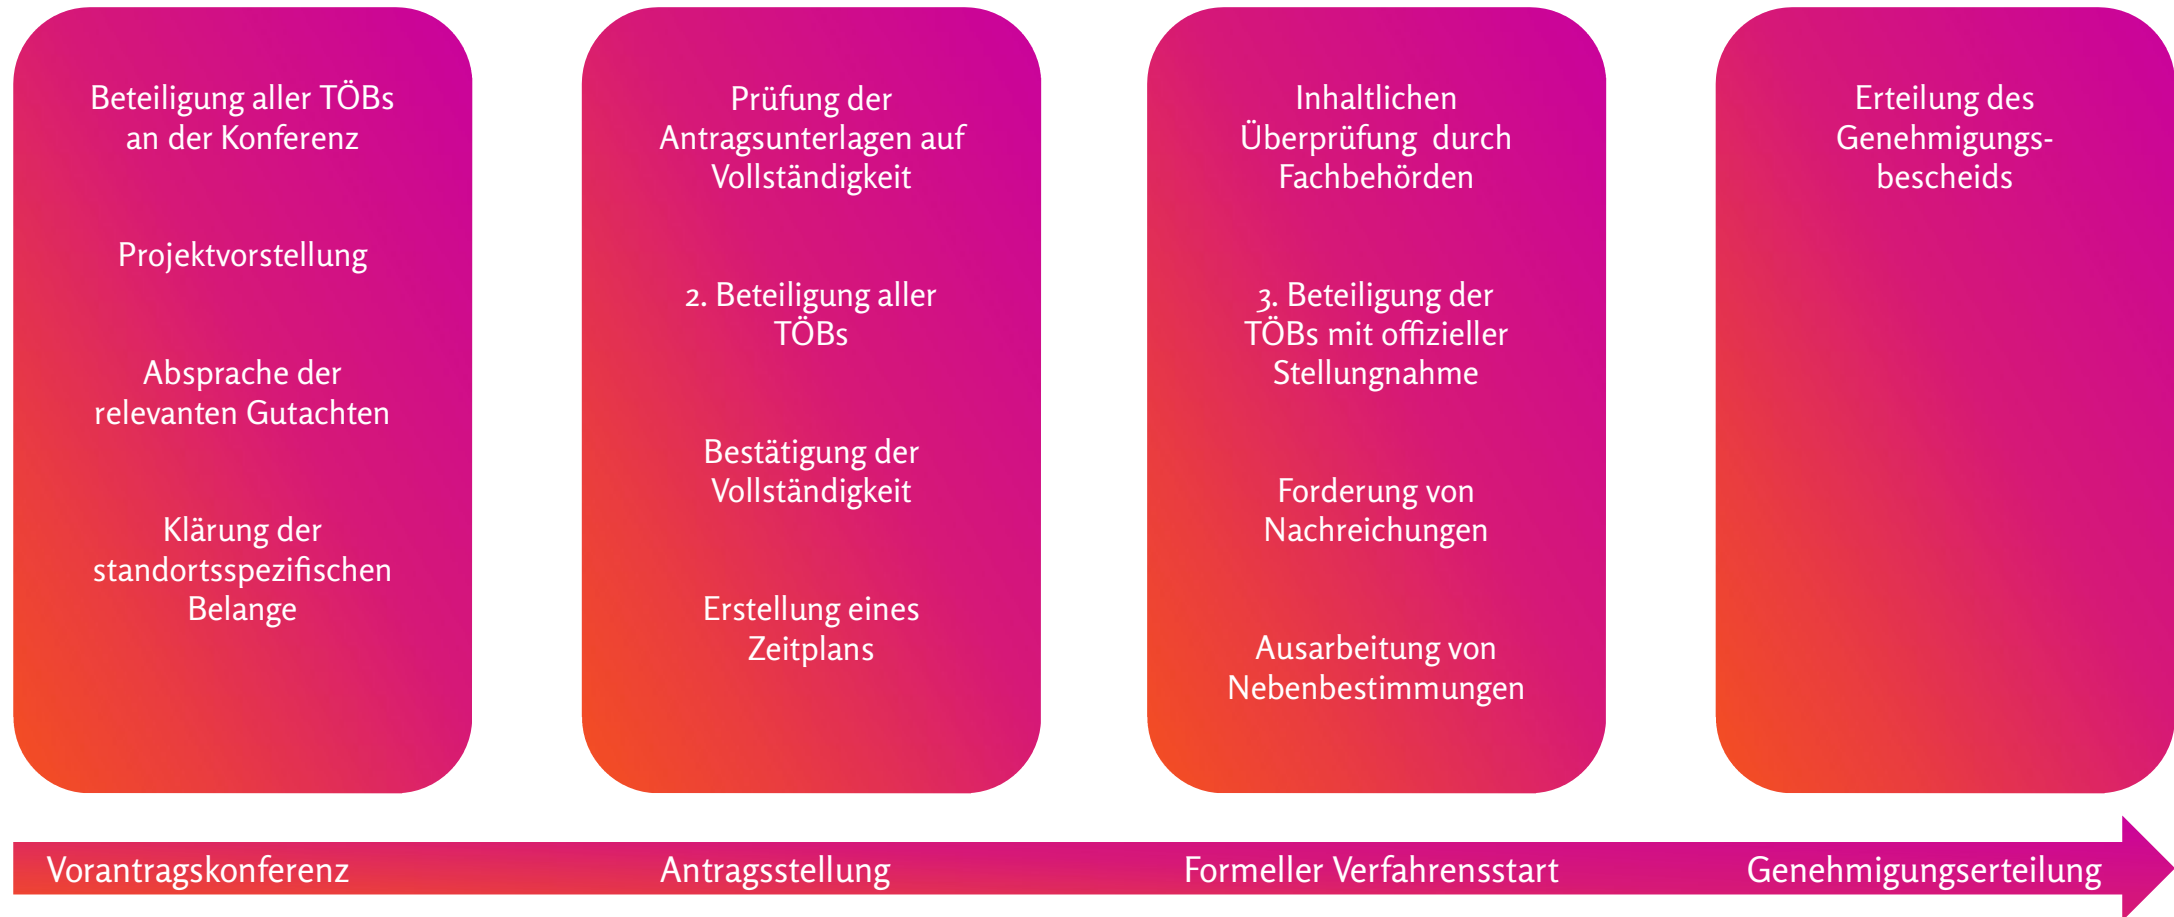 Beteiligung aller TÖBs
an der Konferenz
Projektvorstellung
Absprache der
relevanten Gutachten
Klärung der
standortsspezifischen
Belange
Prüfung der
Antragsunterlagen auf
Vollständigkeit
2. Beteiligung aller
TÖBs
Bestätigung der
Vollständigkeit
Erstellung eines
Zeitplans
Inhaltlichen
Überprüfung  durch
Fachbehörden
3. Beteiligung der
TÖBs mit offizieller
Stellungnahme
Forderung von
Nachreichungen
Ausarbeitung von
Nebenbestimmungen
Erteilung des
Genehmigungs-
bescheids
Vorantragskonferenz
Antragsstellung
Formeller Verfahrensstart
Genehmigungserteilung